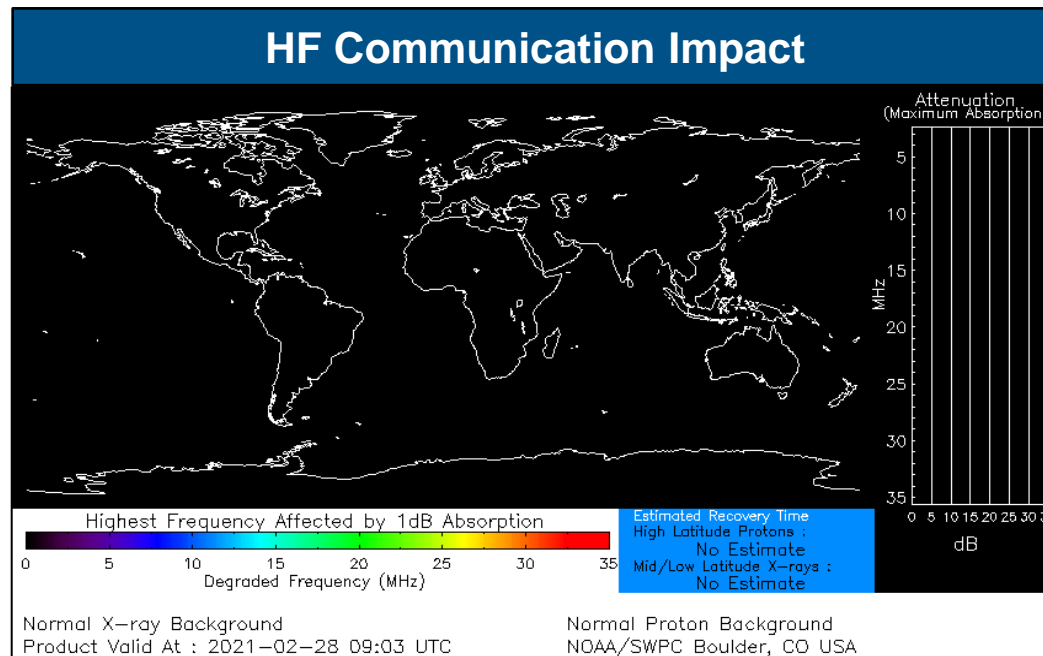 HF Communication Impact
Attenuation
(Maximum Absorption
5
10
15
20
25
30
35
MHz
0 5 10 15 20 25 30
dB
Highest Frequency Affected by 1dB Absorption
0 5 10 15 20 25 30 35
Degraded Frequency (MHz)
Estimated Recovery Time
High Latitude Protons :
No Estimate
Mid/Low Latitude X-rays :
No Estimate
Normal X-ray Background
Product Valid At : 2021-02-28 09:03 UTC
Normal Proton Background
NOAA/SWPC Boulder, CO USA